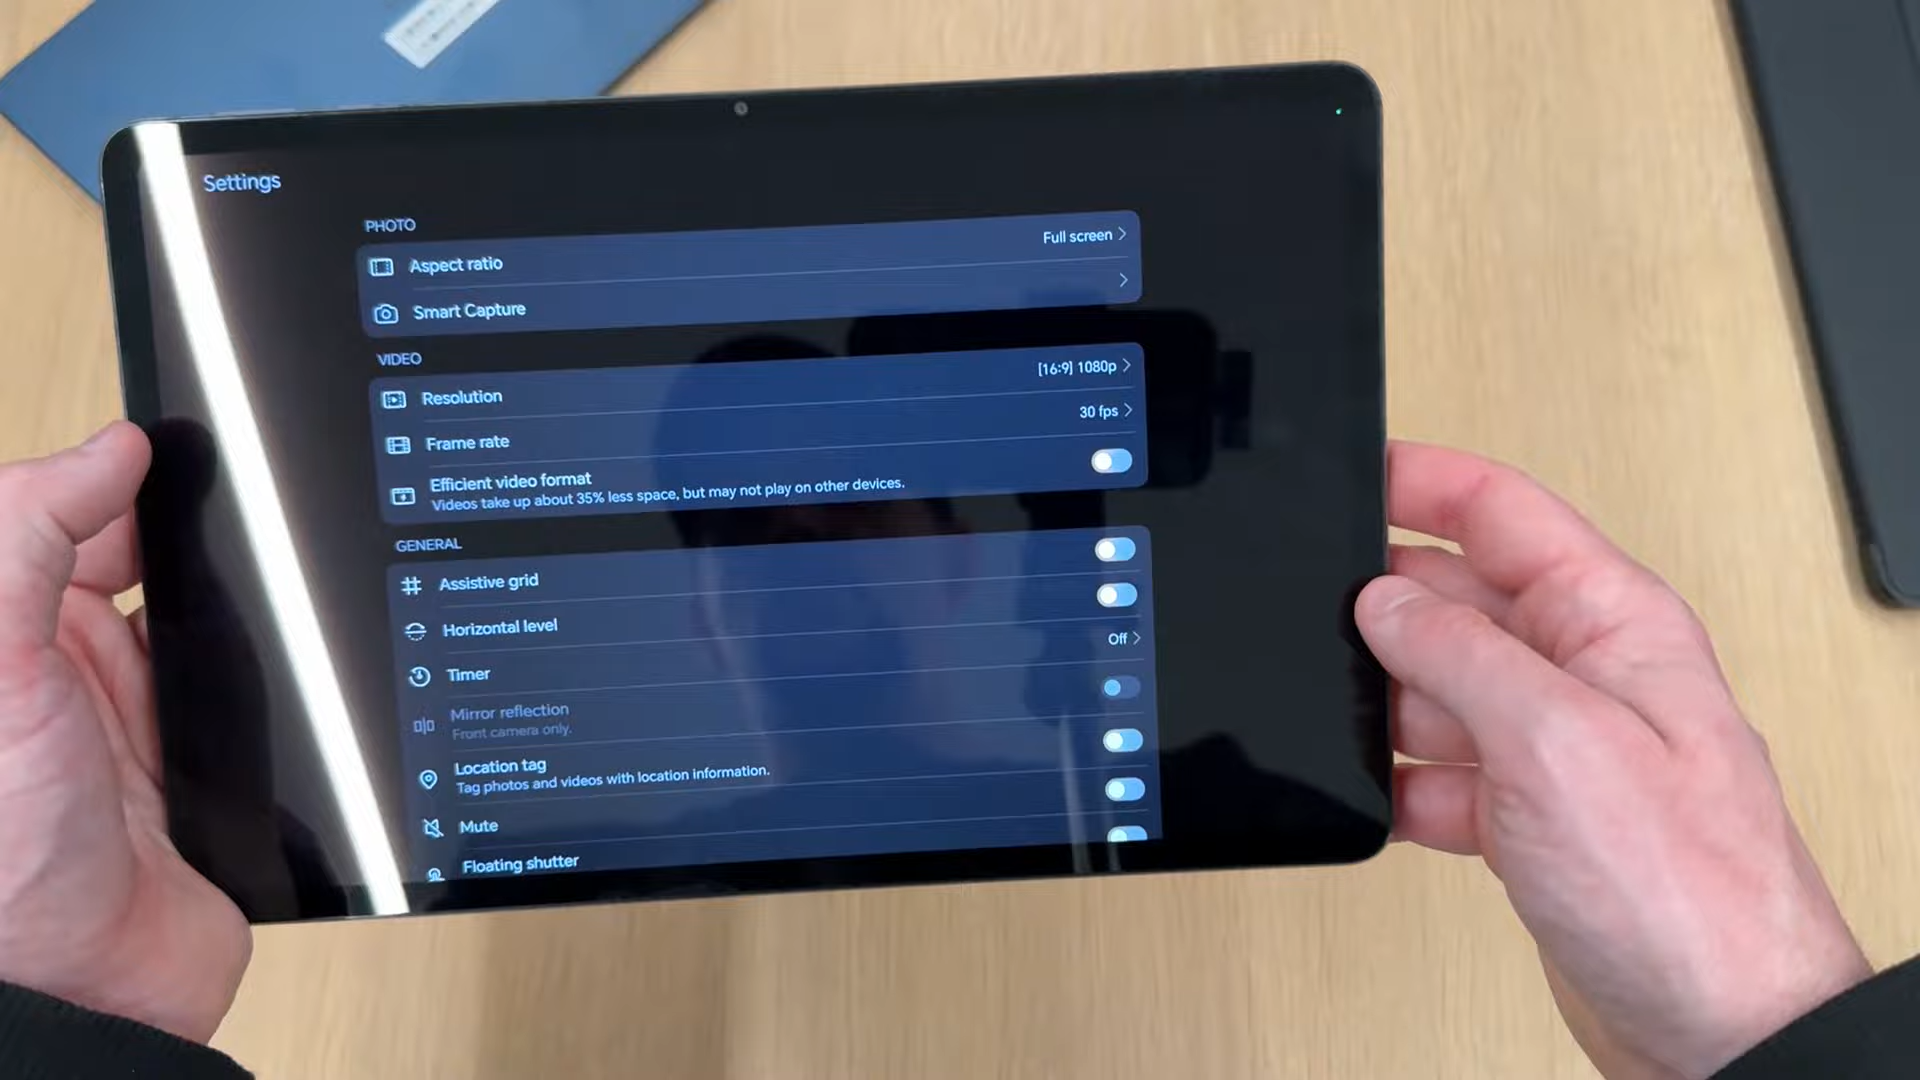 Settings
PHOTO
Aspect ratio Full screen
Smart Capture
VIDEO
Resolution [16:9] 1080p
Frame rate 30 fps
Efficient video format
Videos take up about 35% less space, but may not play on other devices.
GENERAL
Assistive grid
Horizontal level
Timer Off
Mirror reflection
Front camera only.
Location tag
Tag photos and videos with location information.
Mute
Floating shutter